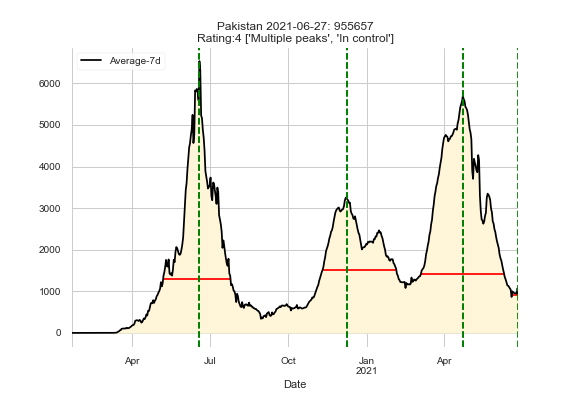 Pakistan 2021-06-27: 955657
Rating:4 ['Multiple peaks', 'In control']
Average-7d
6000
5000
4000
3000
2000
1000
0
Apr
Jul
Oct
Jan
2021
Apr
Date